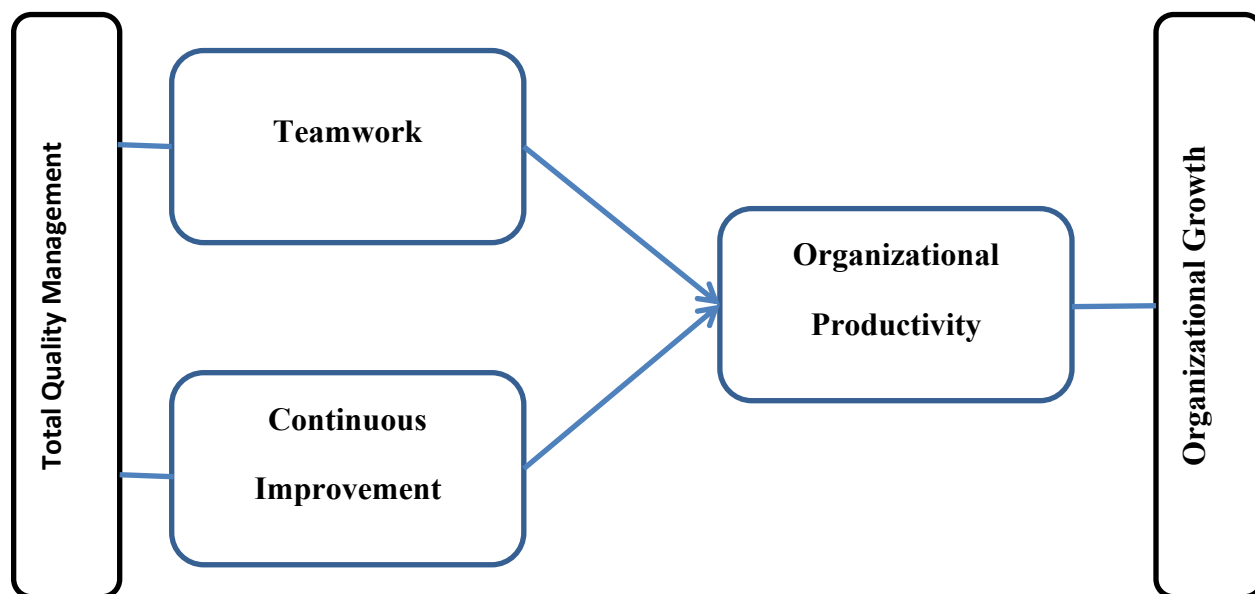 Total Quality Management
Teamwork
Continuous
Improvement
Organizational
Productivity
Organizational Growth